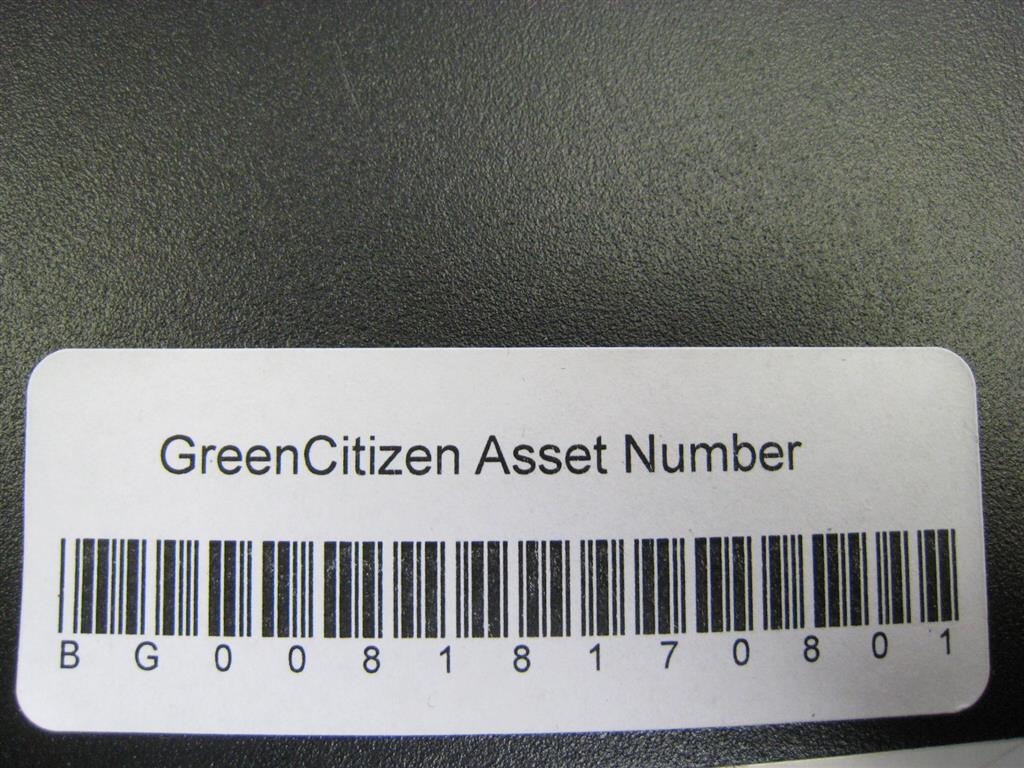 GreenCitizen Asset Number
B G 0 0 8 1 8 1 7 0 8 0 1